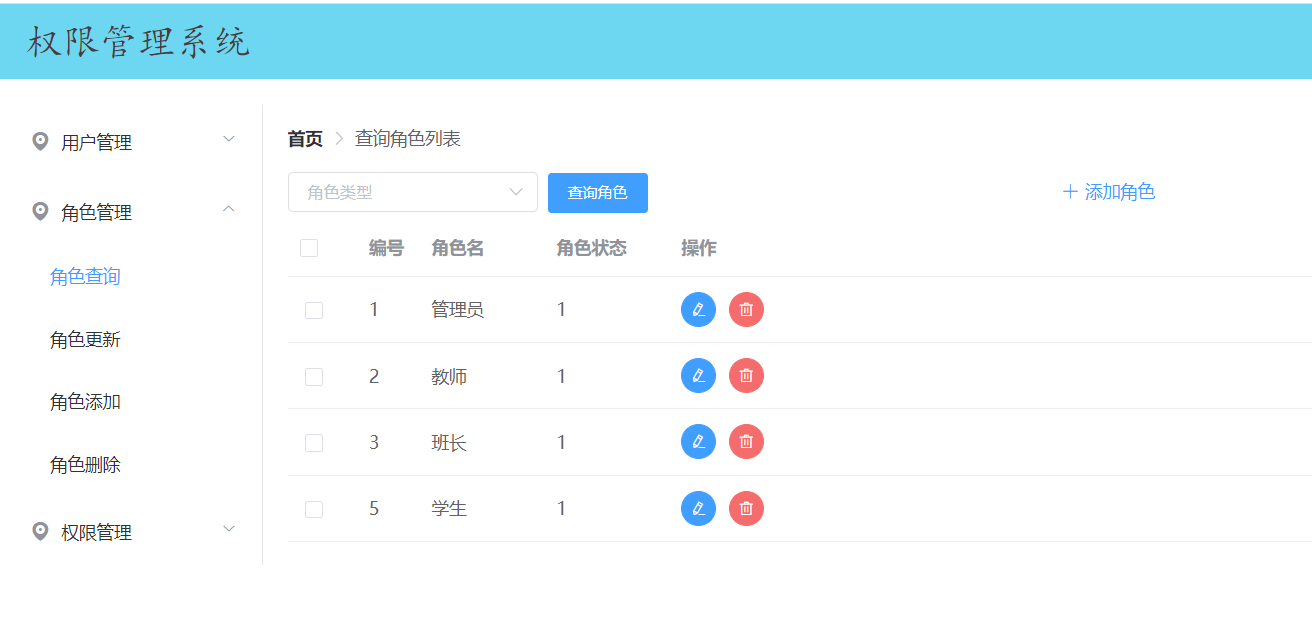 权限管理系统
用户管理
角色管理
角色查询
角色更新
角色添加
角色删除
权限管理
首页 查询角色列表
角色类型 查询角色 添加角色
编号 角色名 角色状态 操作
1 管理员 1
2 教师 1
3 班长 1
5 学生 1